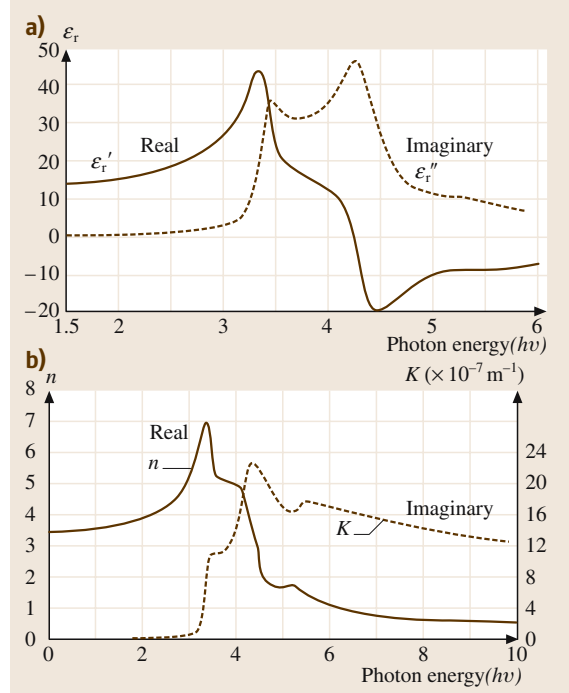 a) εr
50
40
30
20
10
0
−10
−20
Real
εr′
Imaginary
εr″
1.5 2 3 4 5 6
Photon energy(hν)
b) n
K (× 10⁻⁷ m⁻¹)
8
7
6
5
4
3
2
1
0
Real
n
Imaginary
K
24
20
16
12
8
4
0
0 2 4 6 8 10
Photon energy(hν)